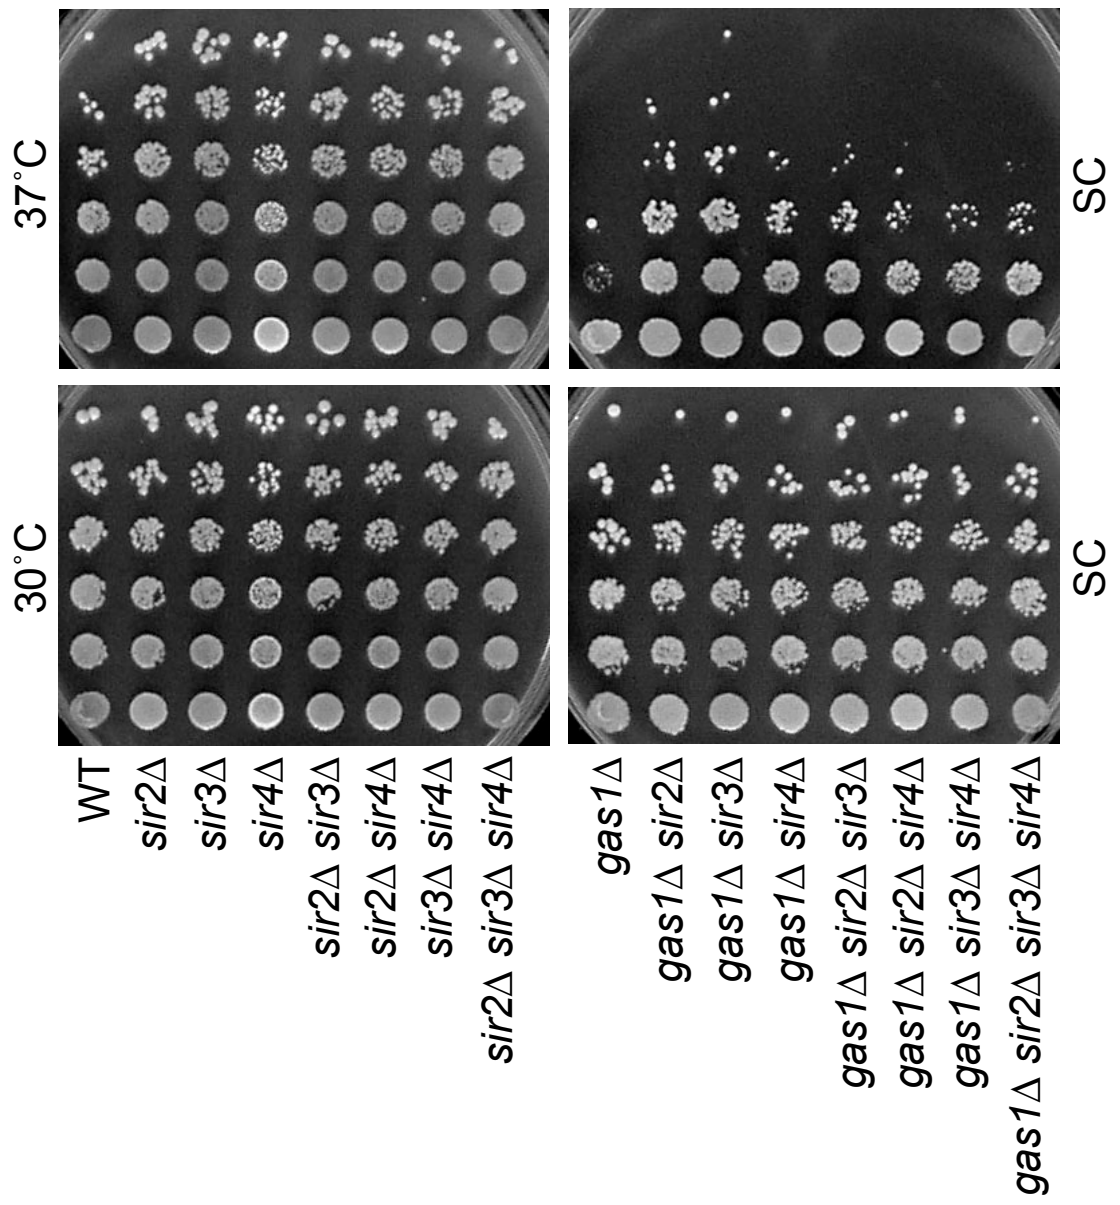 37°C
SC
30°C
SC
WT
sir2Δ
sir3Δ
sir4Δ
sir2Δ sir3Δ
sir2Δ sir4Δ
sir3Δ sir4Δ
sir2Δ sir3Δ sir4Δ
gas1Δ
gas1Δ sir2Δ
gas1Δ sir3Δ
gas1Δ sir4Δ
gas1Δ sir2Δ sir3Δ
gas1Δ sir2Δ sir4Δ
gas1Δ sir3Δ sir4Δ
gas1Δ sir2Δ sir3Δ sir4Δ